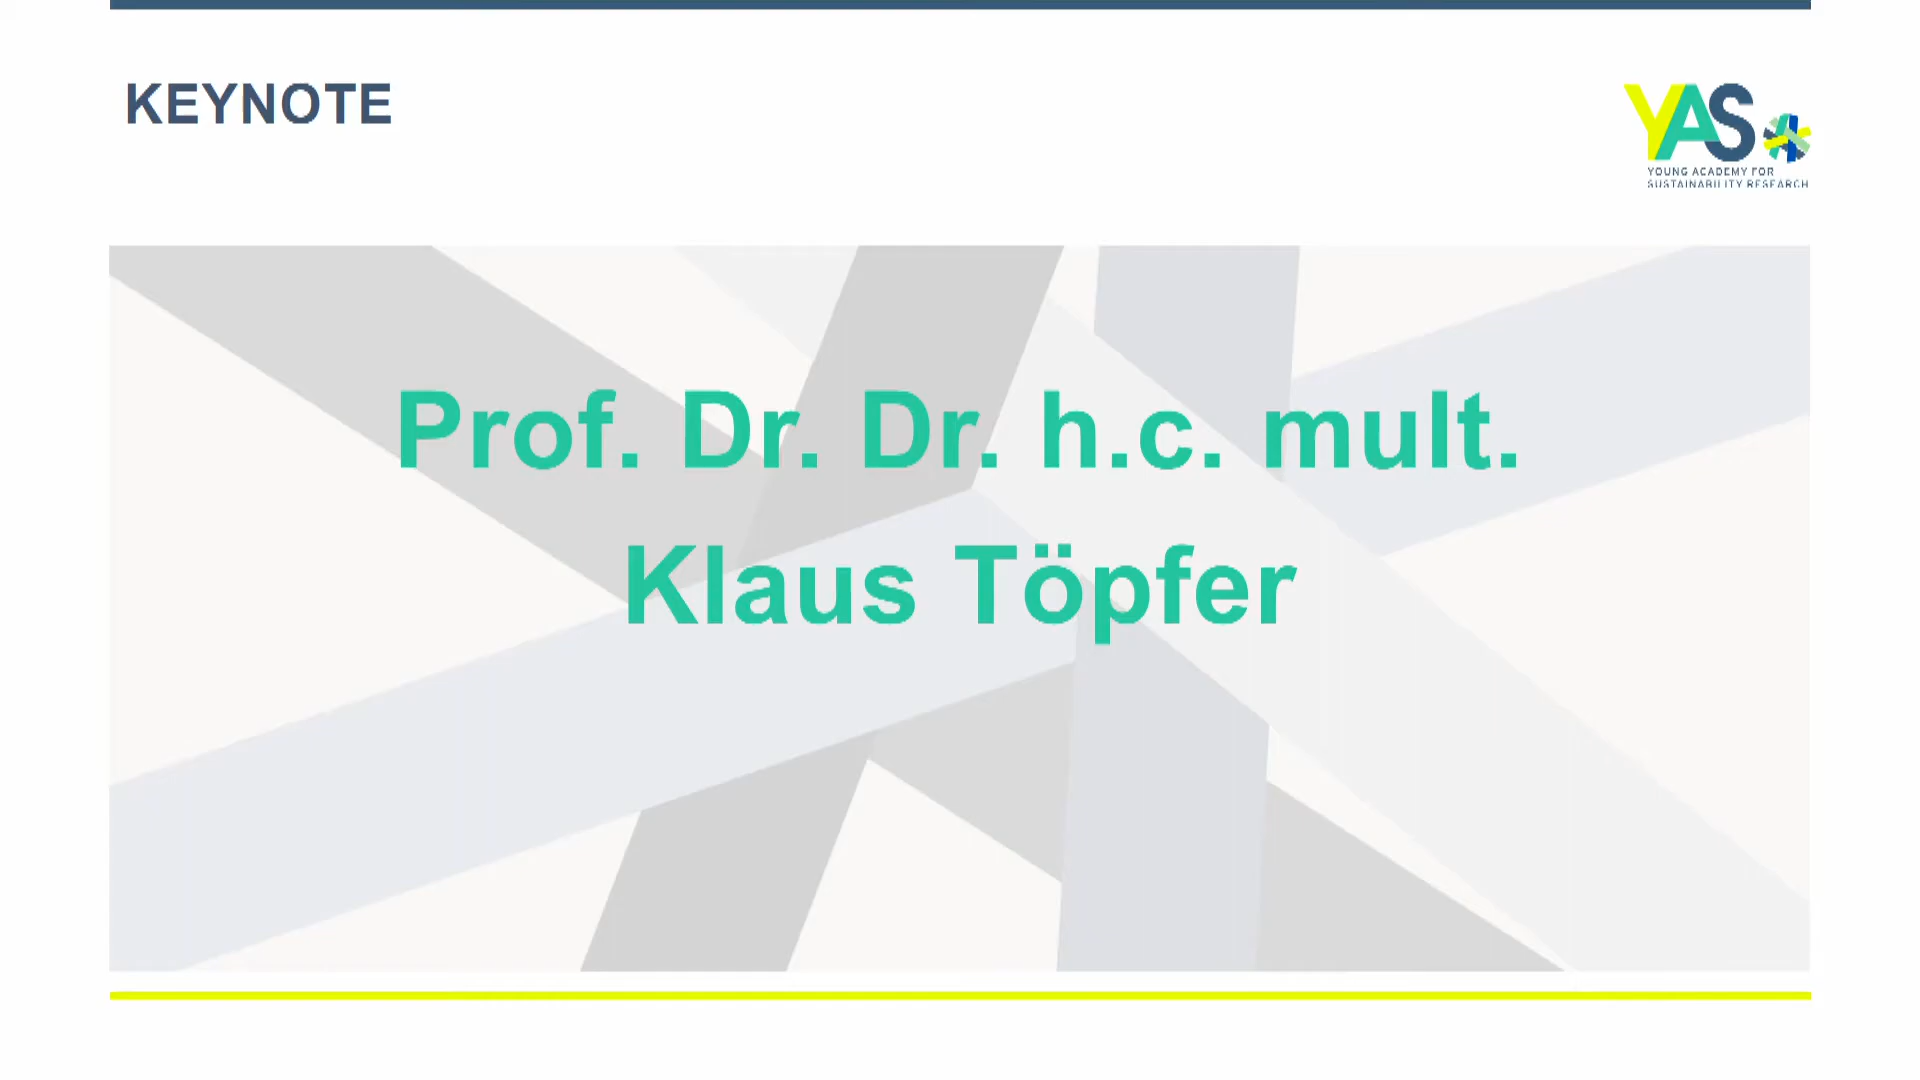 KEYNOTE
YAS
YOUNG ACADEMY FOR
SUSTAINABILITY RESEARCH
Prof. Dr. Dr. h.c. mult.
Klaus Töpfer